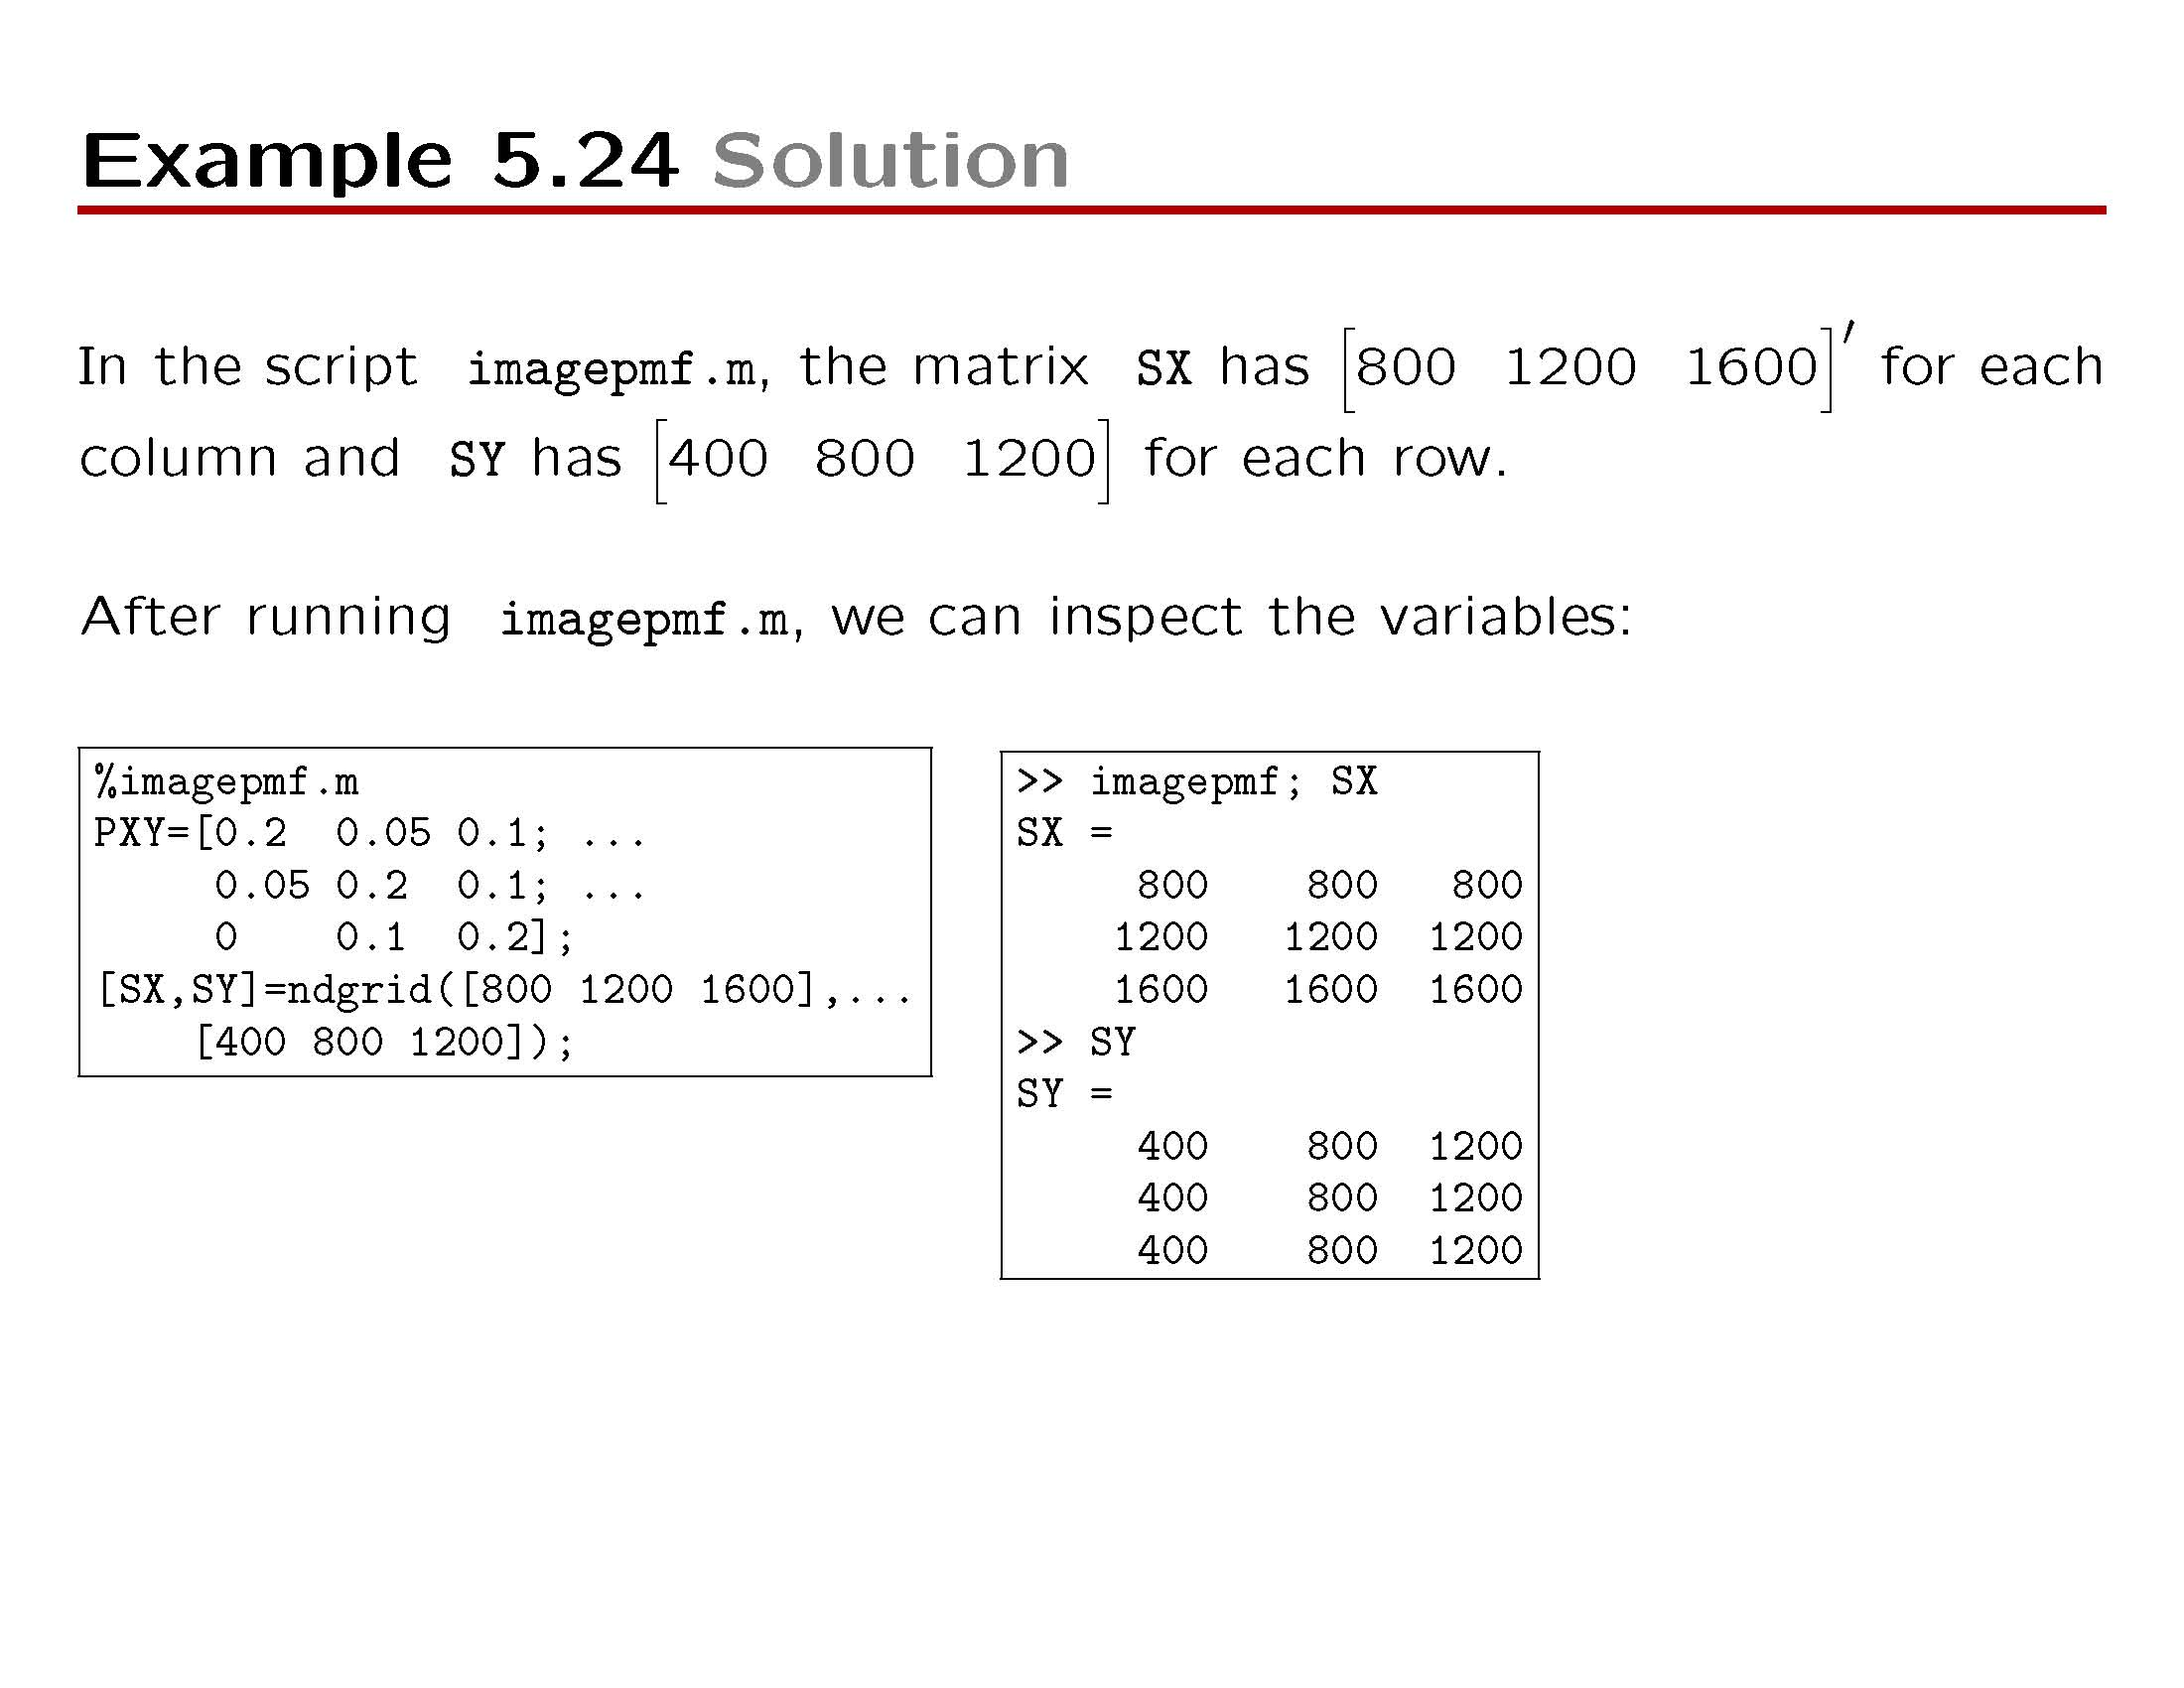 Example 5.24 Solution
In the script imagepmf.m, the matrix SX has [800 1200 1600]′ for each
column and SY has [400 800 1200] for each row.
After running imagepmf.m, we can inspect the variables:
%imagepmf.m
PXY=[0.2 0.05 0.1; ...
0.05 0.2 0.1; ...
0 0.1 0.2];
[SX,SY]=ndgrid([800 1200 1600],...
[400 800 1200]);
>> imagepmf; SX
SX =
800 800 800
1200 1200 1200
1600 1600 1600
>> SY
SY =
400 800 1200
400 800 1200
400 800 1200